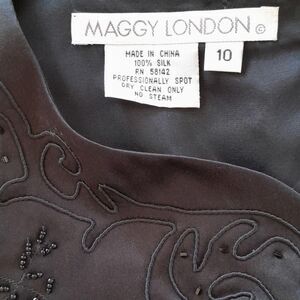 MAGGY LONDON ©
10
MADE IN CHINA
100% SILK
RN 58142
PROFESSIONALLY SPOT
DRY CLEAN ONLY
NO STEAM